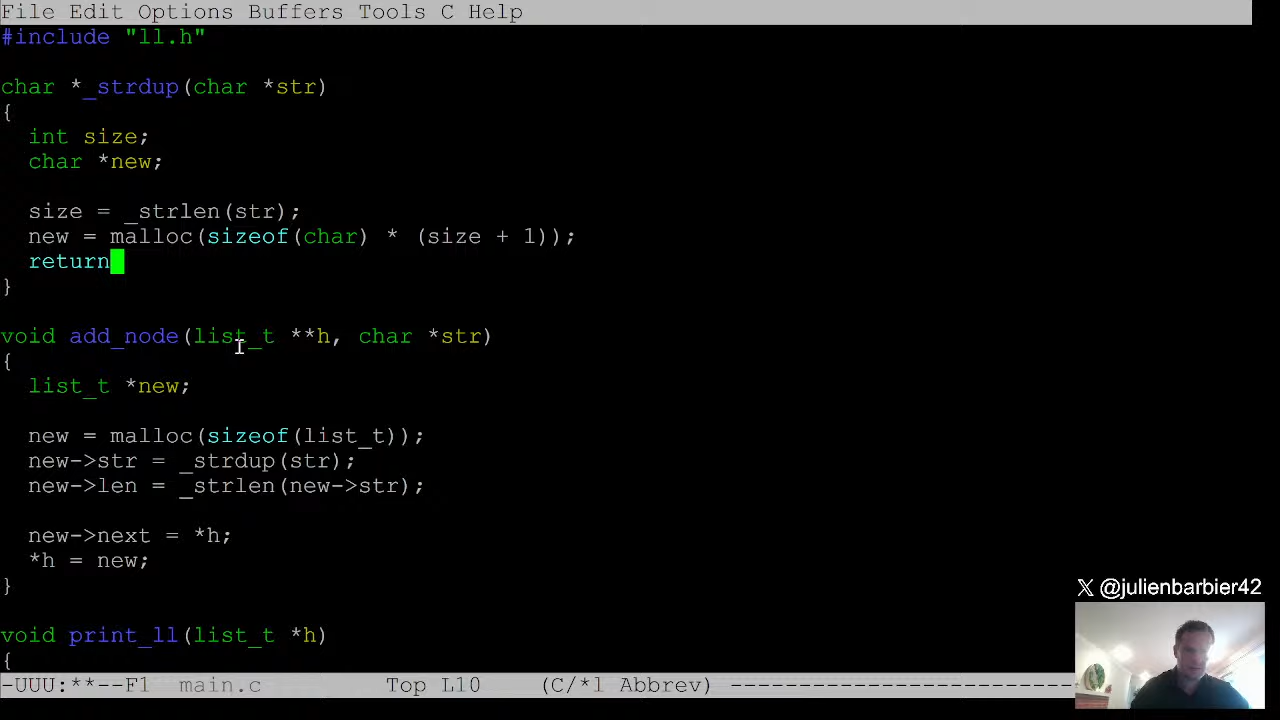 File Edit Options Buffers Tools C Help
#include "ll.h"
char *_strdup(char *str)
{
int size;
char *new;
size = _strlen(str);
new = malloc(sizeof(char) * (size + 1));
return
}
void add_node(list_t **h, char *str)
{
list_t *new;
new = malloc(sizeof(list_t));
new->str = _strdup(str);
new->len = _strlen(new->str);
new->next = *h;
*h = new;
}
X @julienbarbier42
void print_ll(list_t *h)
{
-UUU:**--F1 main.c Top L10 (C/*l Abbrev) -------------------------